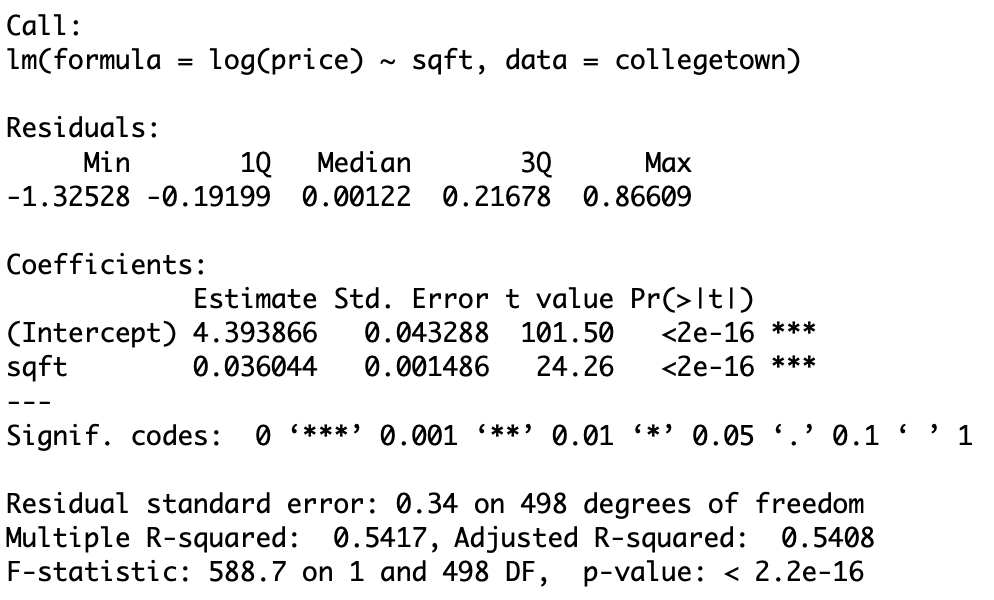 Call:
lm(formula = log(price) ~ sqft, data = collegetown)
Residuals:
     Min       1Q   Median       3Q      Max
-1.32528 -0.19199  0.00122  0.21678  0.86609
Coefficients:
            Estimate Std. Error t value Pr(>|t|)
(Intercept) 4.393866   0.043288  101.50   <2e-16 ***
sqft        0.036044   0.001486   24.26   <2e-16 ***
---
Signif. codes:  0 ‘***’ 0.001 ‘**’ 0.01 ‘*’ 0.05 ‘.’ 0.1 ‘ ’ 1
Residual standard error: 0.34 on 498 degrees of freedom
Multiple R-squared:  0.5417, Adjusted R-squared:  0.5408
F-statistic: 588.7 on 1 and 498 DF,  p-value: < 2.2e-16